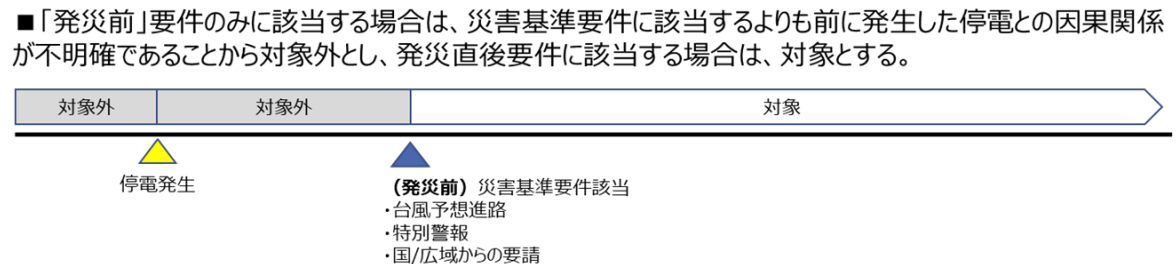 ■「発災前」要件のみに該当する場合は、災害基準要件に該当するよりも前に発生した停電との因果関係
が不明確であることから対象外とし、発災直後要件に該当する場合は、対象とする。
対象外 対象外 対象
停電発生
（発災前）災害基準要件該当
・台風予想進路
・特別警報
・国/広域からの要請